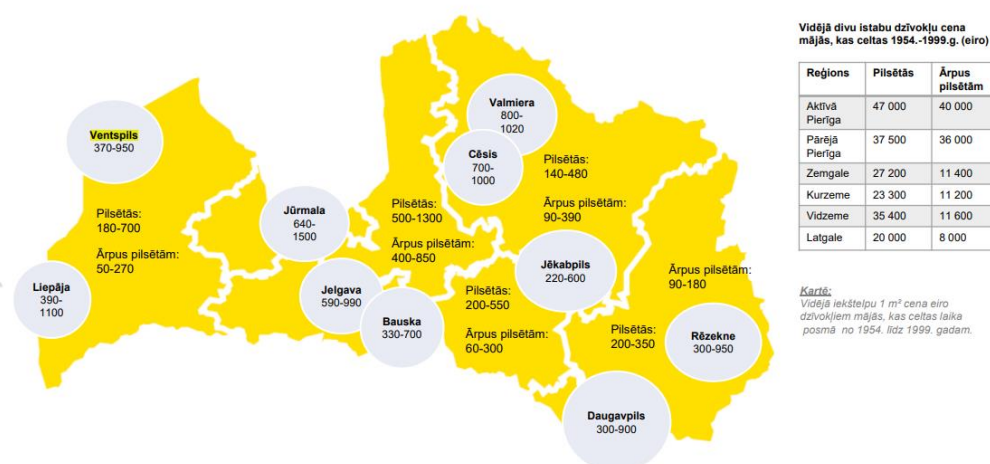 Ventspils
370-950
Pilsētās:
180-700
Ārpus pilsētām:
50-270
Liepāja
390-
1100
Jūrmala
640-
1500
Jelgava
590-990
Bauska
330-700
Pilsētās:
500-1300
Ārpus pilsētām:
400-850
Valmiera
800-
1020
Cēsis
700-
1000
Pilsētās:
140-480
Ārpus pilsētām:
90-390
Jēkabpils
220-600
Pilsētās:
200-550
Ārpus pilsētām:
60-300
Ārpus pilsētām:
90-180
Pilsētās:
200-350
Rēzekne
300-950
Daugavpils
300-900
Vidējā divu istabu dzīvokļu cena
mājās, kas celtas 1954.-1999.g. (eiro)
Reģions Pilsētās Ārpus
pilsētām
Aktīvā
Pierīga 47 000 40 000
Pārējā
Pierīga 37 500 36 000
Zemgale 27 200 11 400
Kurzeme 23 300 11 200
Vidzeme 35 400 11 600
Latgale 20 000 8 000
Kartē:
Vidējā iekštelpu 1 m² cena eiro
dzīvokļiem mājās, kas celtas laika
posmā no 1954. līdz 1999. gadam.